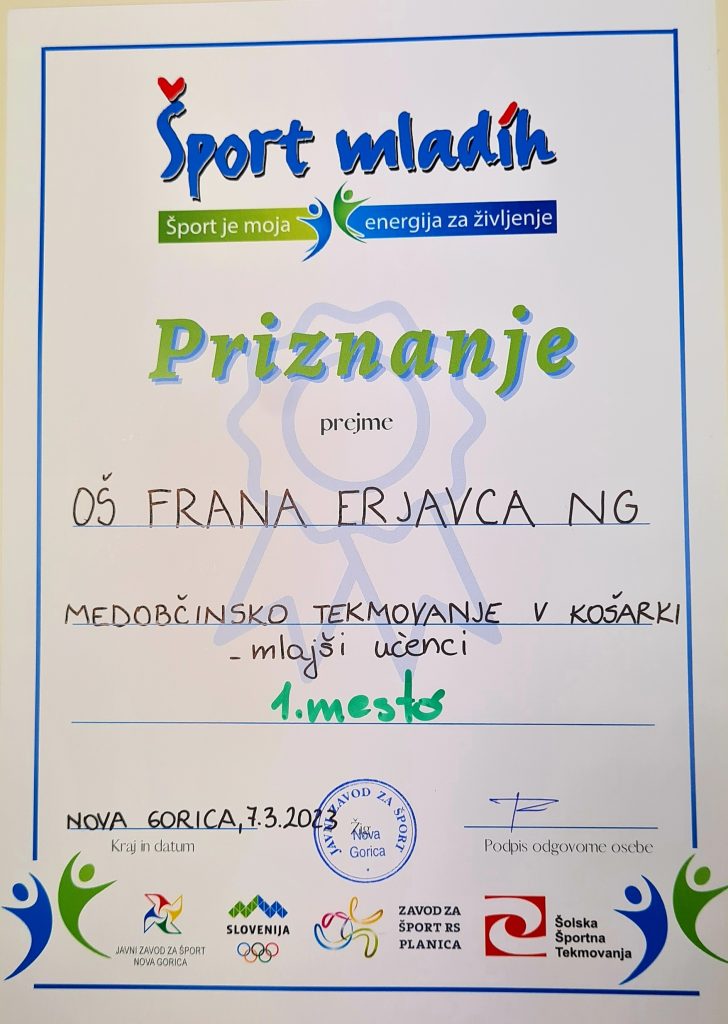 Šport mladih
Šport je moja energija za življenje
Priznanje
prejme
OŠ FRANA ERJAVCA NG
MEDOBČINSKO TEKMOVANJE V KOŠARKI
- mlajši učenci
1. mesto
NOVA GORICA, 7.3.2023
Kraj in datum
JAVNI ZAVOD ZA ŠPORT
Žig
Nova
Gorica
Podpis odgovorne osebe
JAVNI ZAVOD ZA ŠPORT
NOVA GORICA
SLOVENIJA
ZAVOD ZA
ŠPORT RS
PLANICA
Šolska
Športna
Tekmovanja